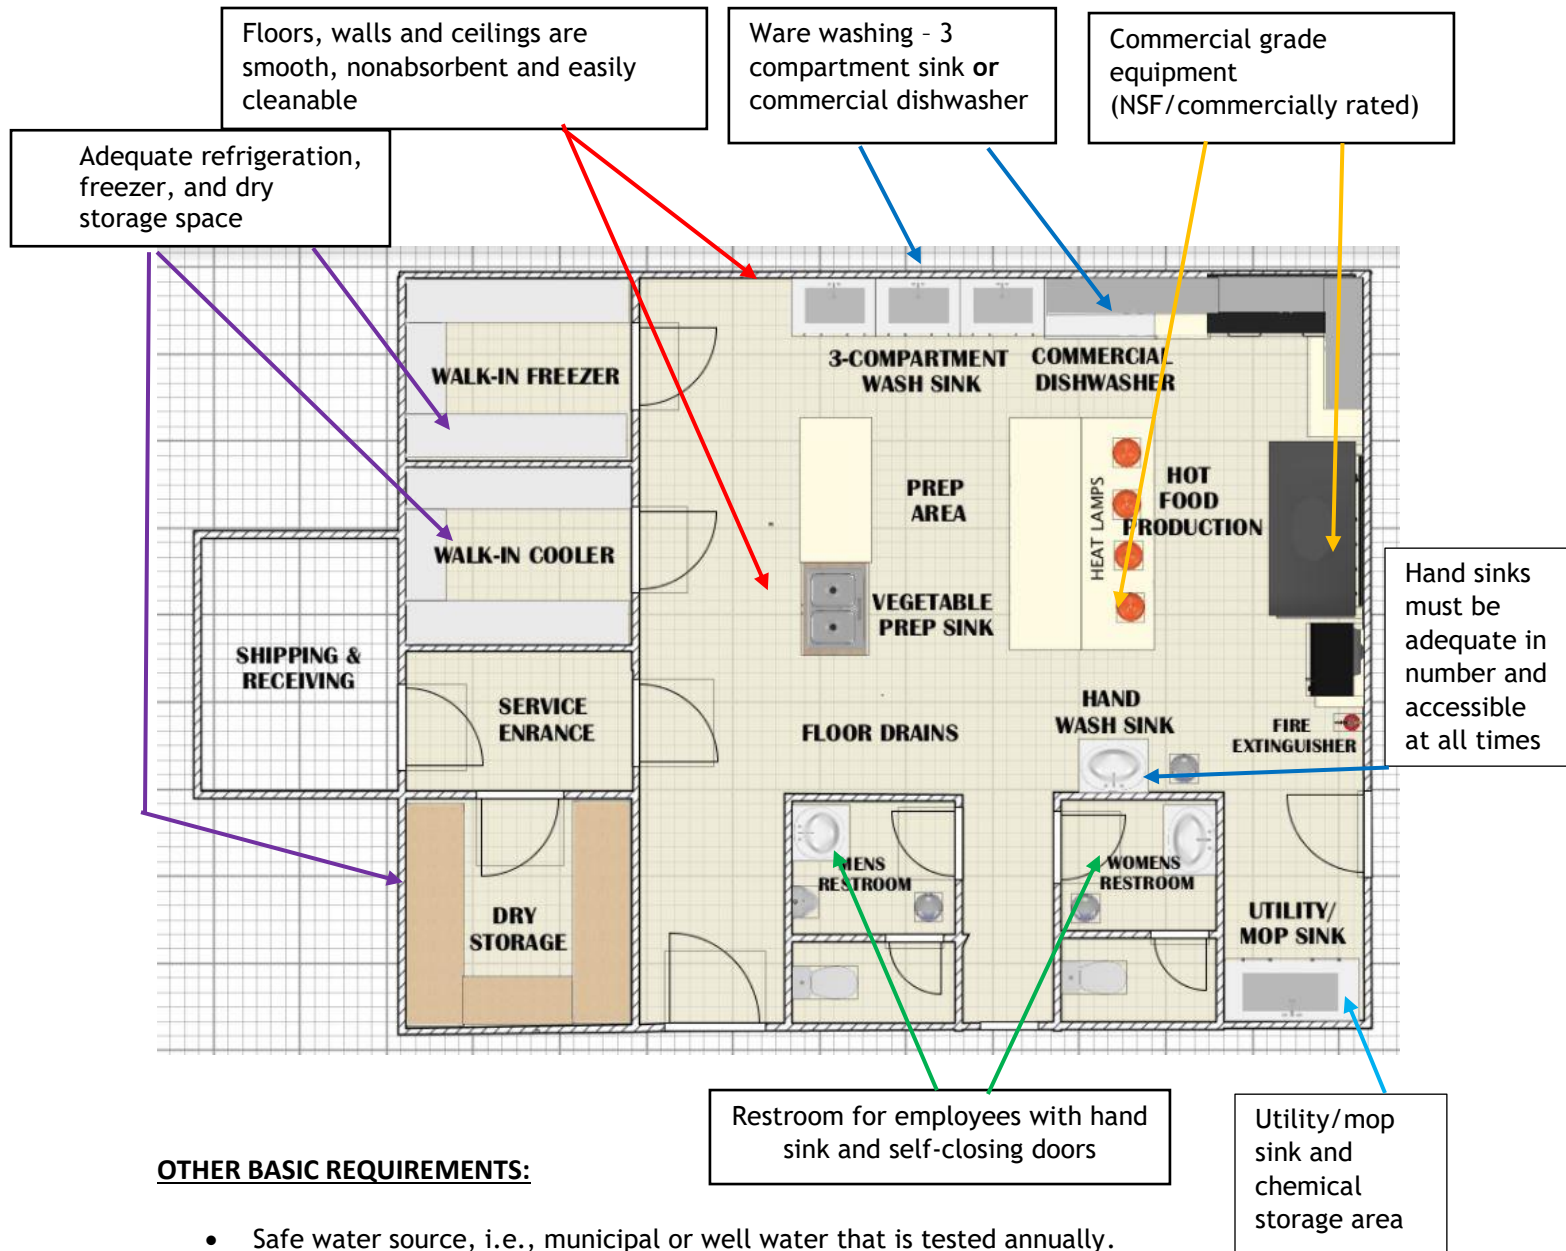 Floors, walls and ceilings are
smooth, nonabsorbent and easily
cleanable
Ware washing – 3
compartment sink or
commercial dishwasher
Commercial grade
equipment
(NSF/commercially rated)
Adequate refrigeration,
freezer, and dry
storage space
WALK-IN FREEZER
3-COMPARTMENT
WASH SINK
COMMERCIAL
DISHWASHER
PREP
AREA
HEAT LAMPS
HOT
FOOD
PRODUCTION
WALK-IN COOLER
VEGETABLE
PREP SINK
Hand sinks
must be
adequate in
number and
accessible
at all times
SHIPPING &
RECEIVING
SERVICE
ENRANCE
FLOOR DRAINS
HAND
WASH SINK
FIRE
EXTINGUISHER
MENS
RESTROOM
WOMENS
RESTROOM
DRY
STORAGE
UTILITY/
MOP SINK
Restroom for employees with hand
sink and self-closing doors
Utility/mop
sink and
chemical
storage area
OTHER BASIC REQUIREMENTS:
• Safe water source, i.e., municipal or well water that is tested annually.